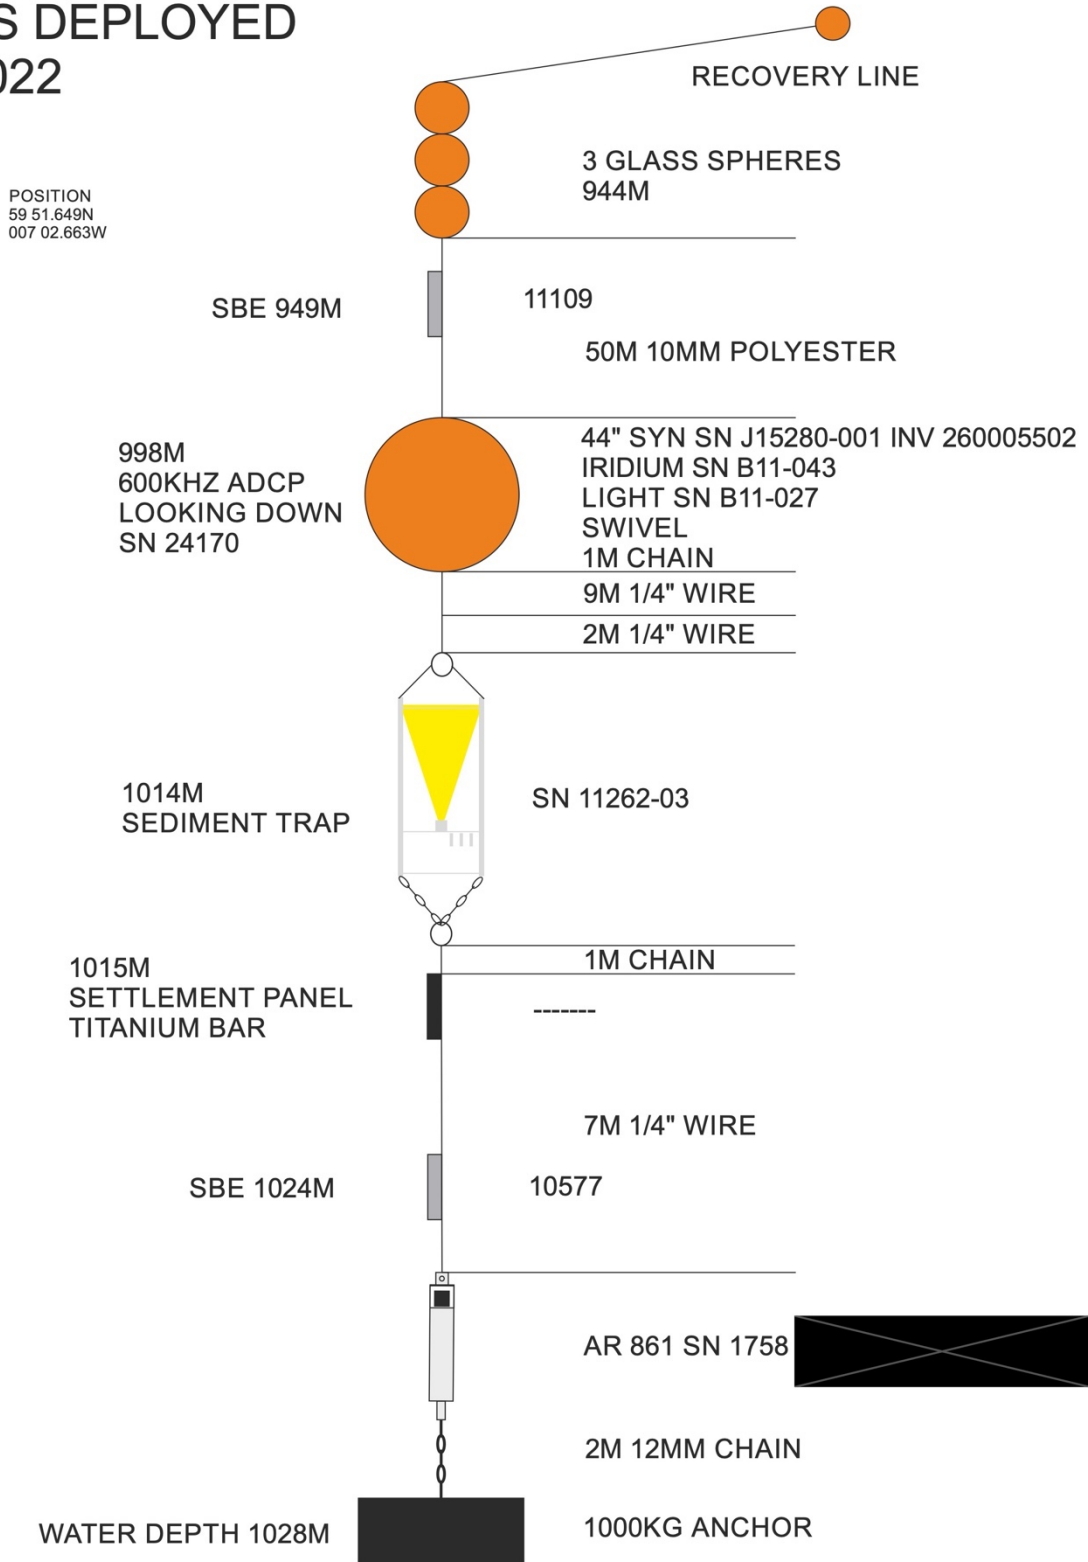 S DEPLOYED
022
RECOVERY LINE
3 GLASS SPHERES
944M
POSITION
59 51.649N
007 02.663W
SBE 949M
11109
50M 10MM POLYESTER
998M
600KHZ ADCP
LOOKING DOWN
SN 24170
44" SYN SN J15280-001 INV 260005502
IRIDIUM SN B11-043
LIGHT SN B11-027
SWIVEL
1M CHAIN
9M 1/4" WIRE
2M 1/4" WIRE
1014M
SEDIMENT TRAP
SN 11262-03
1M CHAIN
1015M
SETTLEMENT PANEL
TITANIUM BAR
-------
7M 1/4" WIRE
SBE 1024M
10577
AR 861 SN 1758
2M 12MM CHAIN
WATER DEPTH 1028M
1000KG ANCHOR